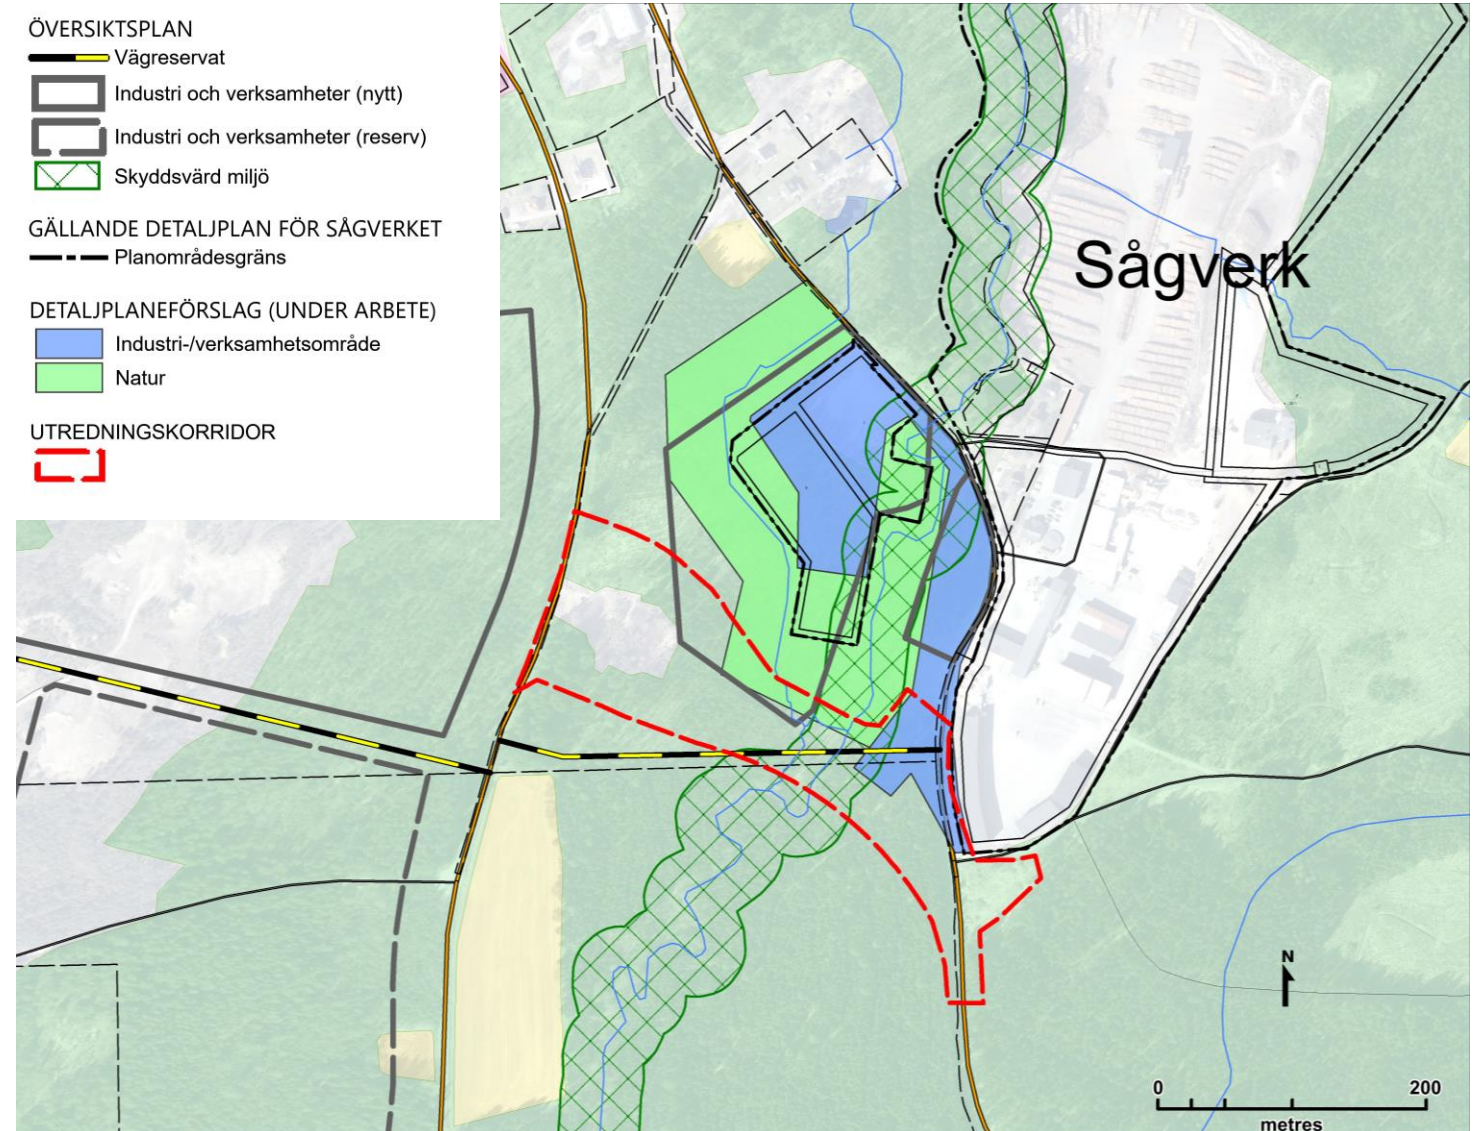 ÖVERSIKTSPLAN
Vägreservat
Industri och verksamheter (nytt)
Industri och verksamheter (reserv)
Skyddsvärd miljö
GÄLLANDE DETALJPLAN FÖR SÅGVERKET
Planområdesgräns
DETALJPLANEFÖRSLAG (UNDER ARBETE)
Industri-/verksamhetsområde
Natur
UTREDNINGSKORRIDOR
Sågverk
N
0 200
metres